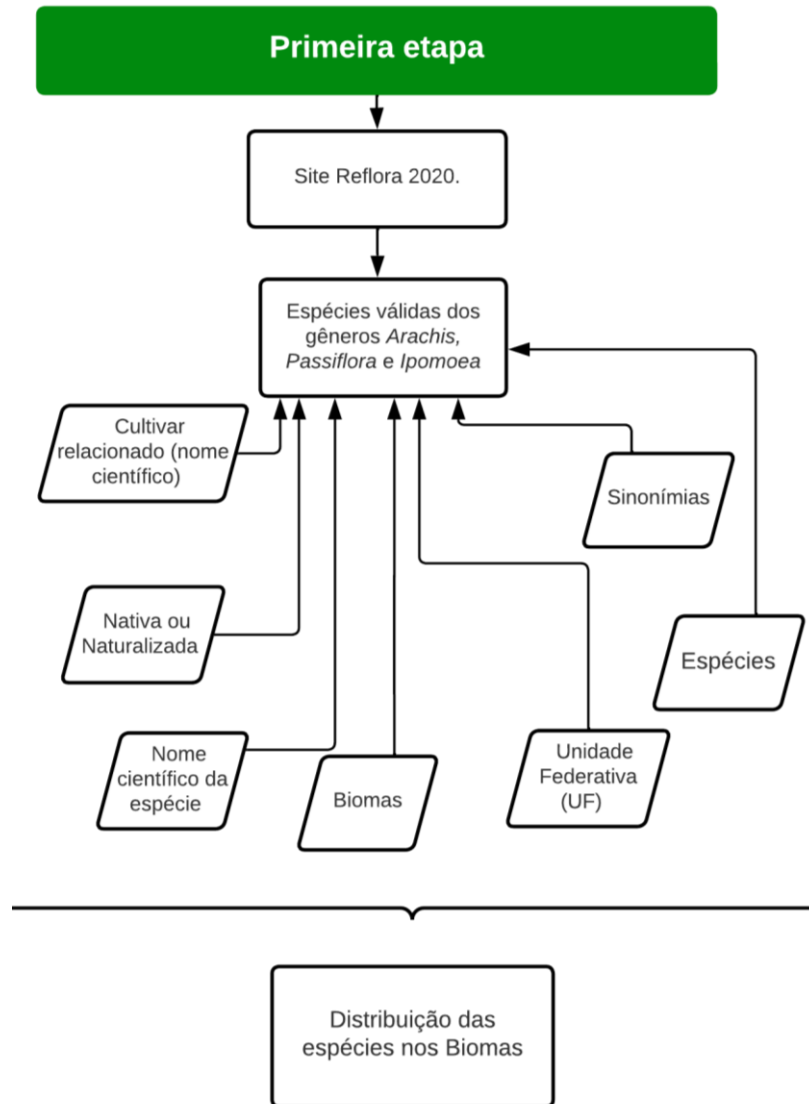 Primeira etapa
Site Reflora 2020.
Espécies válidas dos
gêneros Arachis,
Passiflora e Ipomoea
Cultivar
relacionado (nome
científico)
Sinonímias
Nativa ou
Naturalizada
Espécies
Nome
científico da
espécie
Biomas
Unidade
Federativa
(UF)
Distribuição das
espécies nos Biomas